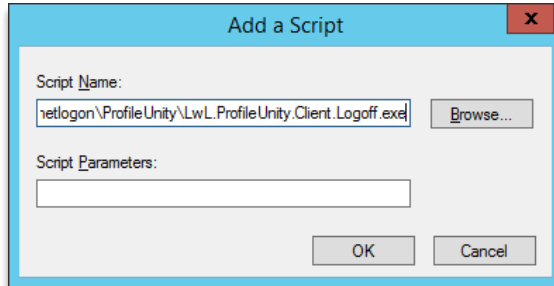 Add a Script
x
Script Name:
netlogon\ProfileUnity\LwL.ProfileUnity.Client.Logoff.exe
Browse...
Script Parameters:
OK
Cancel